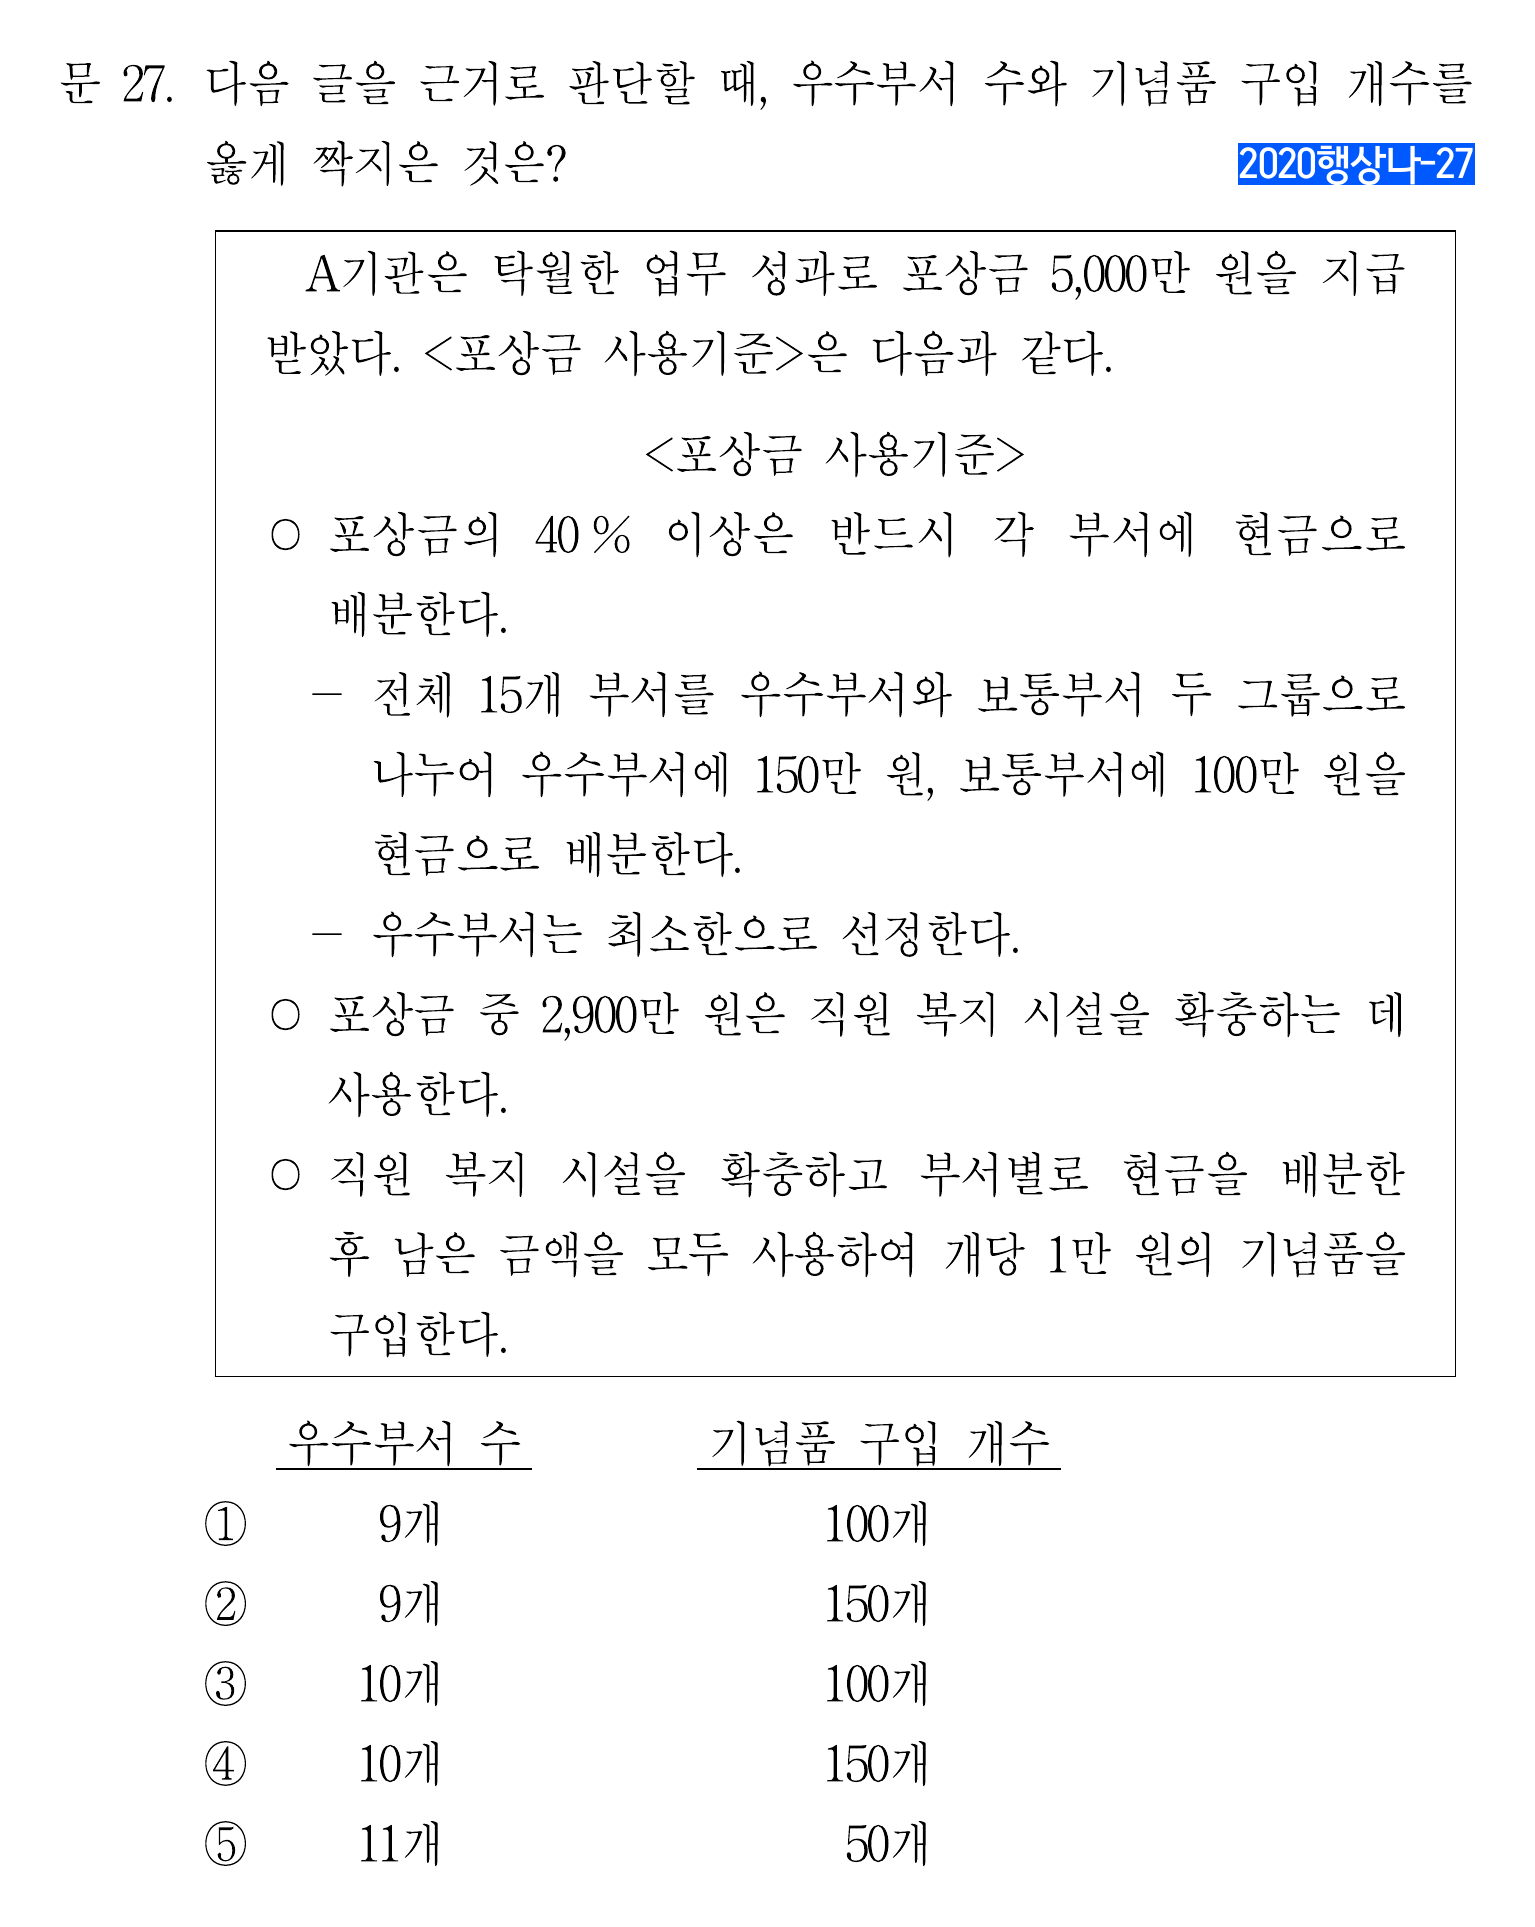 문 27. 다음 글을 근거로 판단할 때, 우수부서 수와 기념품 구입 개수를
옳게 짝지은 것은?
2020행상나-27
A기관은 탁월한 업무 성과로 포상금 5,000만 원을 지급
받았다. <포상금 사용기준>은 다음과 같다.
<포상금 사용기준>
○ 포상금의 40% 이상은 반드시 각 부서에 현금으로
배분한다.
- 전체 15개 부서를 우수부서와 보통부서 두 그룹으로
나누어 우수부서에 150만 원, 보통부서에 100만 원을
현금으로 배분한다.
- 우수부서는 최소한으로 선정한다.
○ 포상금 중 2,900만 원은 직원 복지 시설을 확충하는 데
사용한다.
○ 직원 복지 시설을 확충하고 부서별로 현금을 배분한
후 남은 금액을 모두 사용하여 개당 1만 원의 기념품을
구입한다.
우수부서 수 기념품 구입 개수
① 9개 100개
② 9개 150개
③ 10개 100개
④ 10개 150개
⑤ 11개 50개